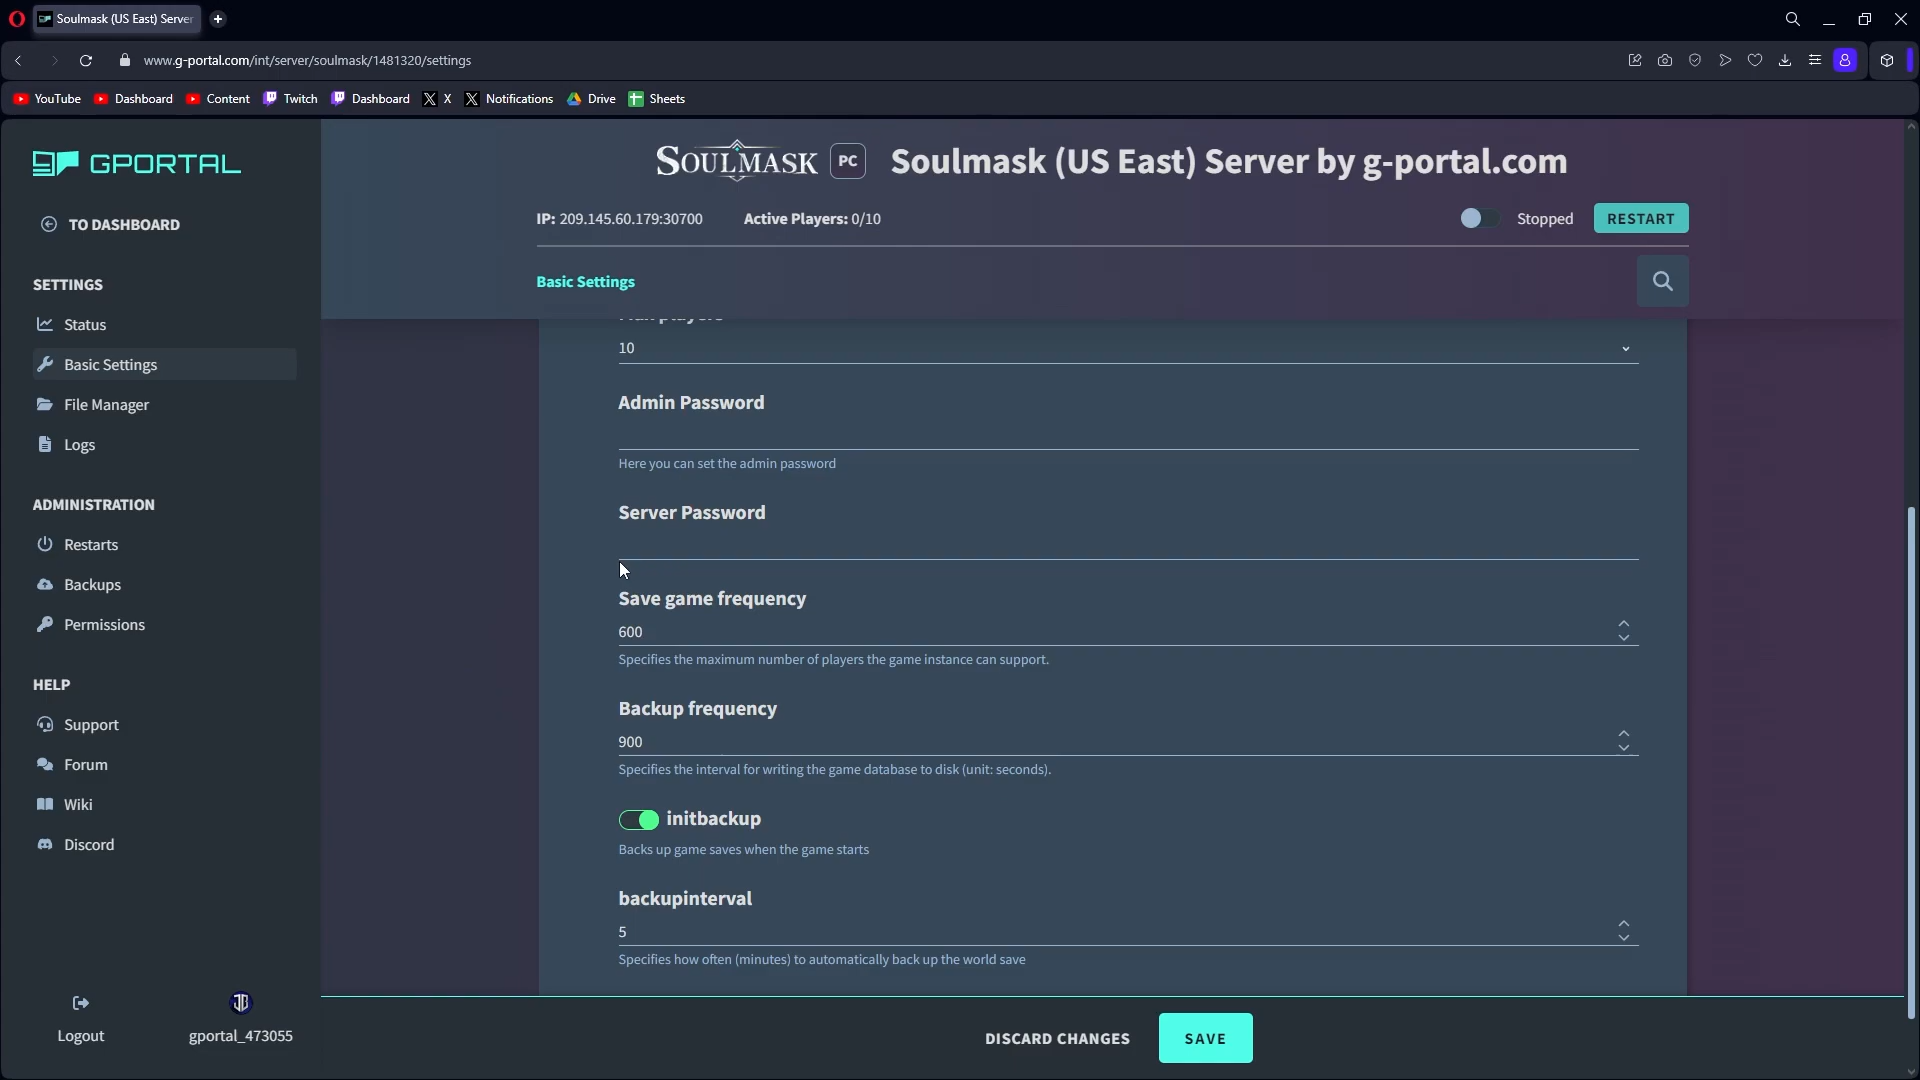 Soulmask (US East) Server
www.g-portal.com/int/server/soulmask/1481320/settings
YouTube Dashboard Content Twitch Dashboard X Notifications Drive Sheets
GPORTAL
TO DASHBOARD
SETTINGS
Status
Basic Settings
File Manager
Logs
ADMINISTRATION
Restarts
Backups
Permissions
HELP
Support
Forum
Wiki
Discord
Logout
gportal_473055
SOULMASK PC Soulmask (US East) Server by g-portal.com
IP: 209.145.60.179:30700 Active Players: 0/10 Stopped RESTART
Basic Settings
10
Admin Password
Here you can set the admin password
Server Password
Save game frequency
600
Specifies the maximum number of players the game instance can support.
Backup frequency
900
Specifies the interval for writing the game database to disk (unit: seconds).
initbackup
Backs up game saves when the game starts
backupinterval
5
Specifies how often (minutes) to automatically back up the world save
DISCARD CHANGES SAVE